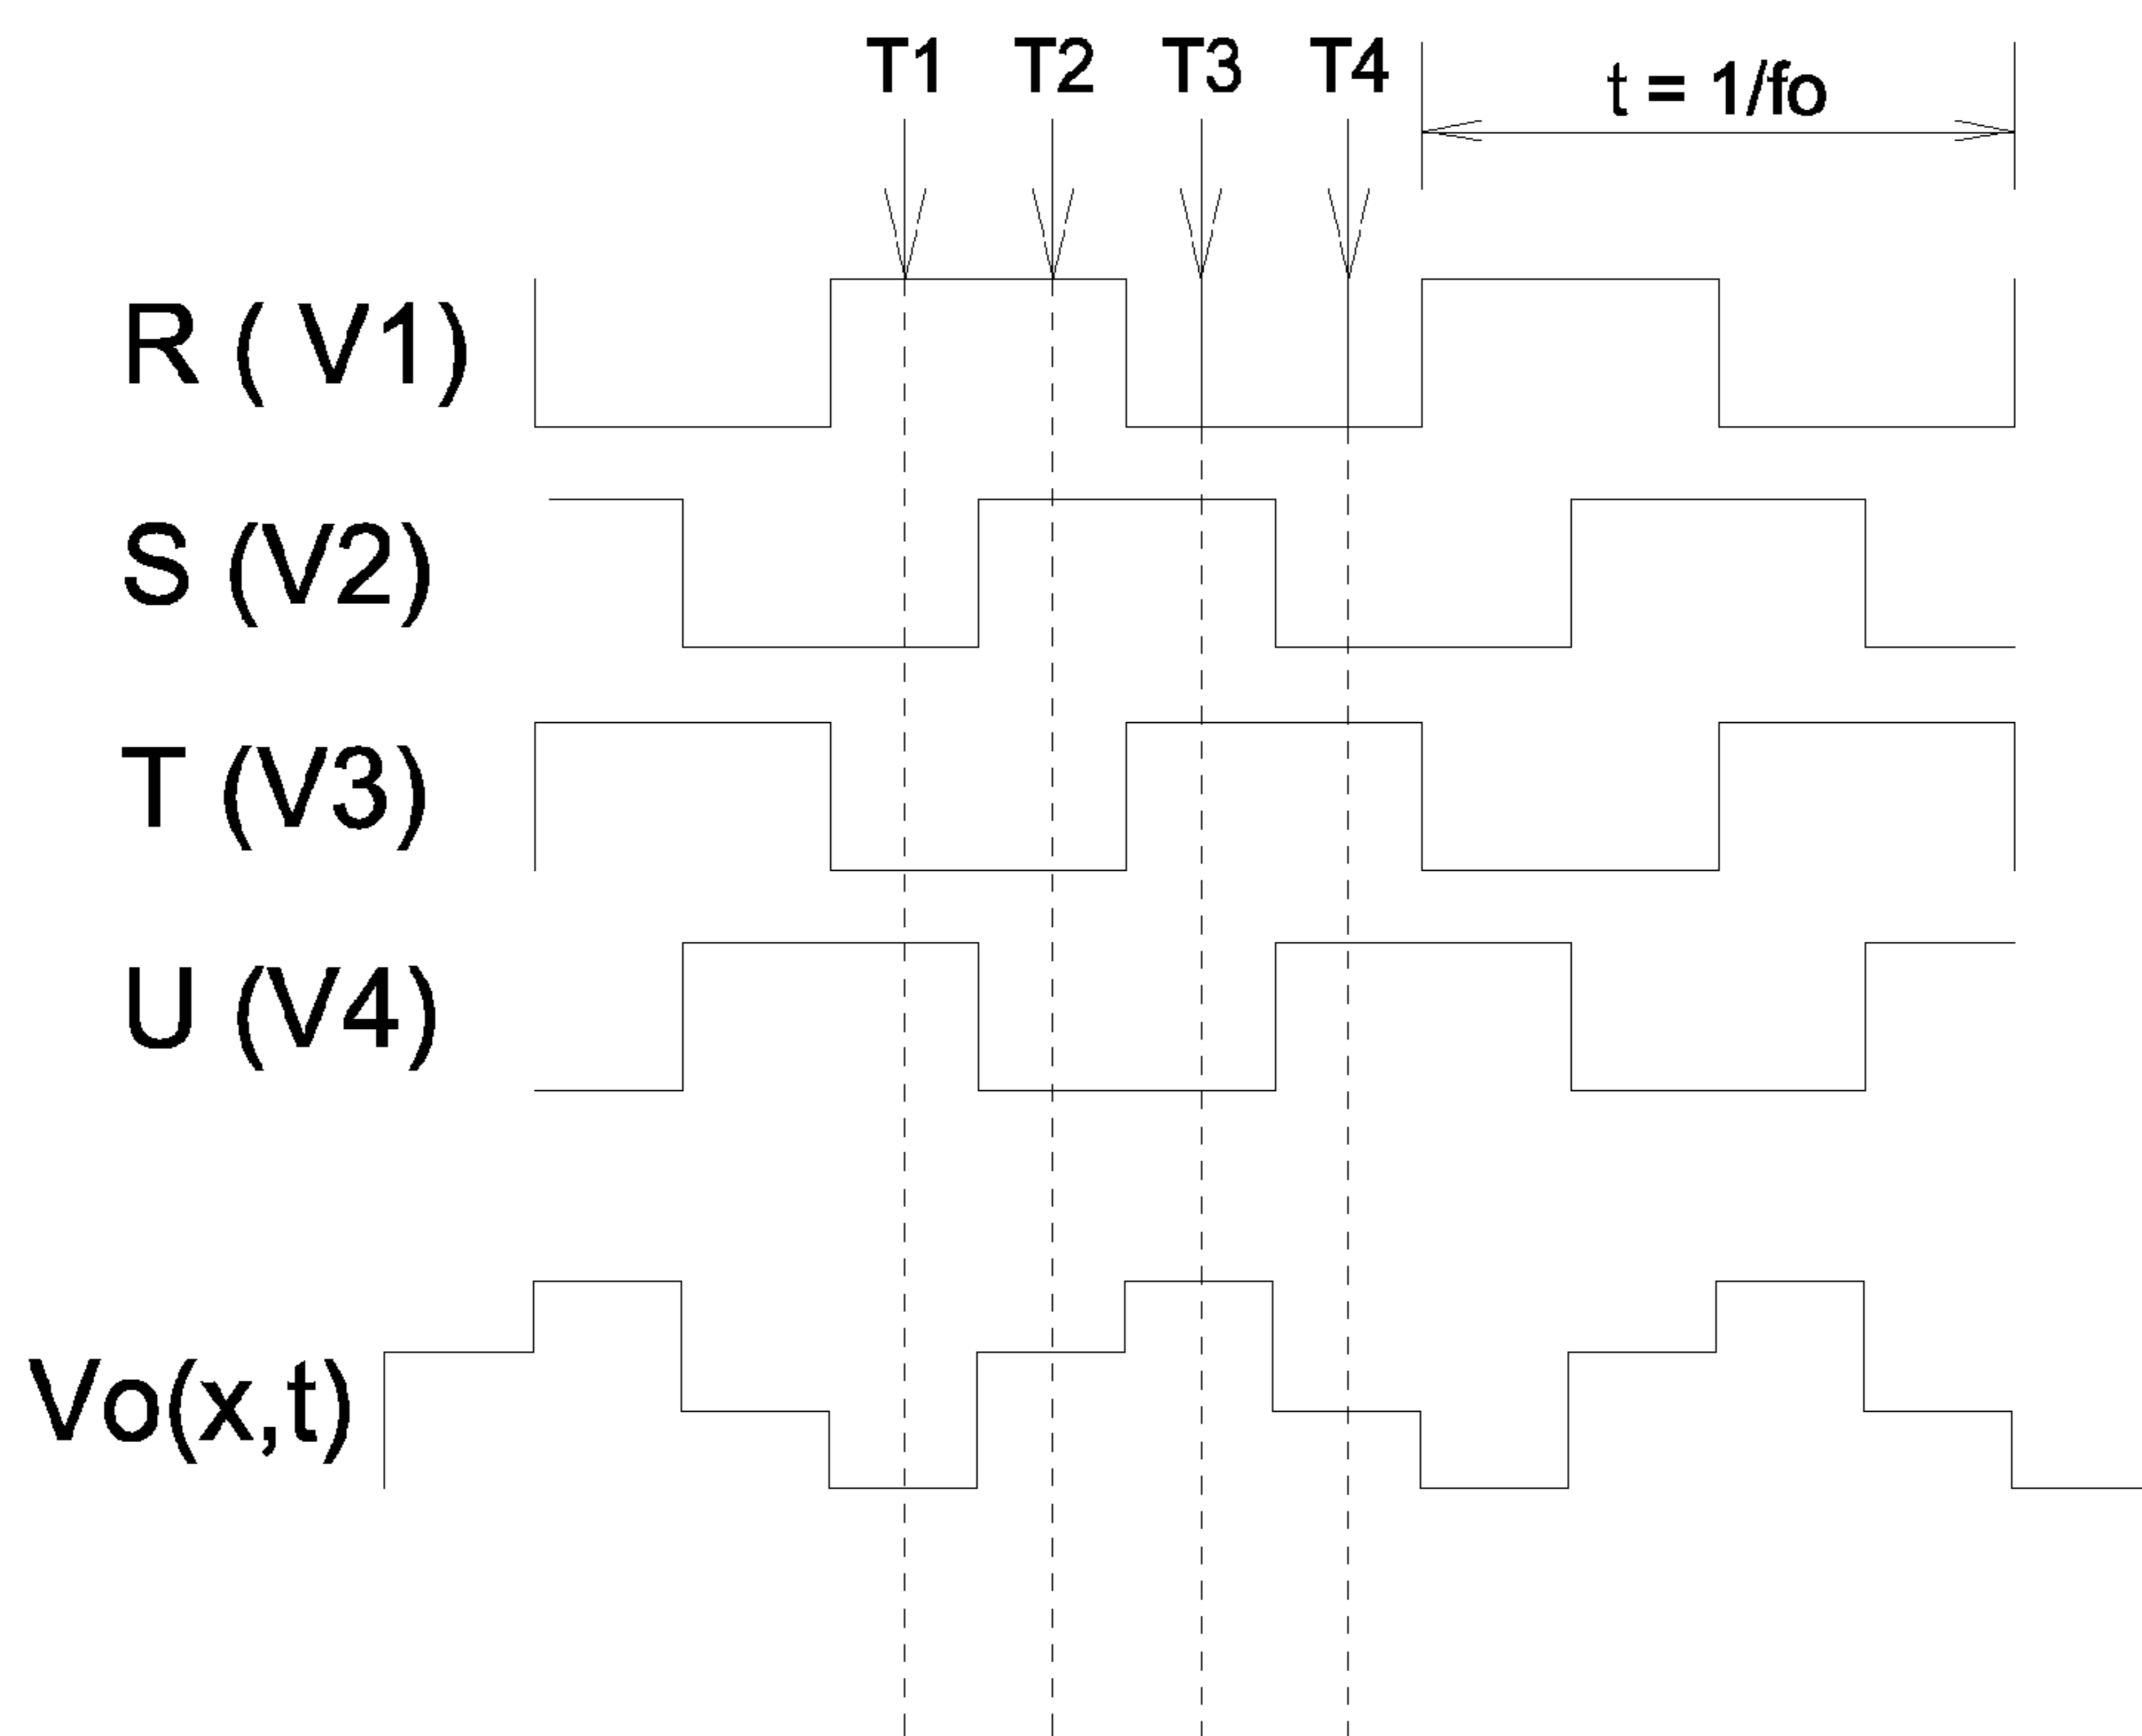 T1 T2 T3 T4
t = 1/fo
R ( V1)
S (V2)
T (V3)
U (V4)
Vo(x,t)